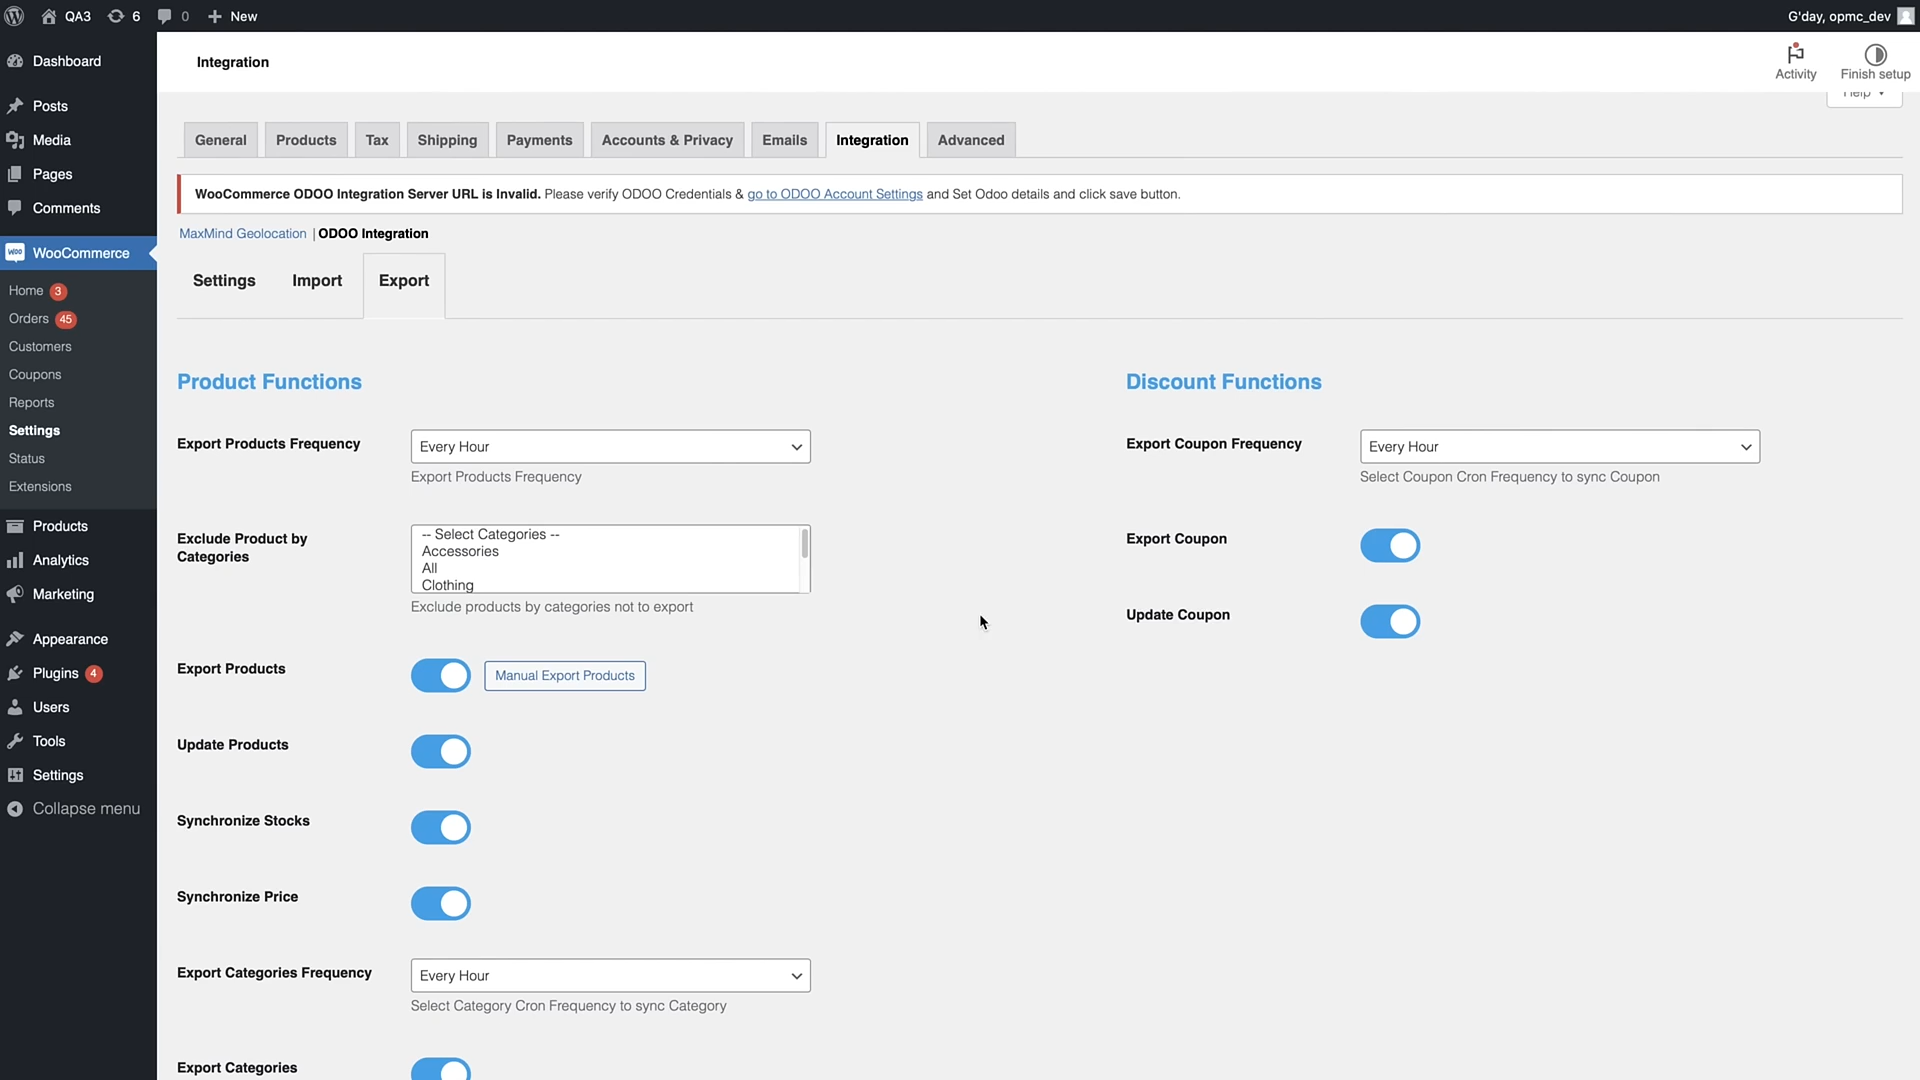 QA3 6 0 New
G'day, opmc_dev
Dashboard
Posts
Media
Pages
Comments
WooCommerce
Home 3
Orders 45
Customers
Coupons
Reports
Settings
Status
Extensions
Products
Analytics
Marketing
Appearance
Plugins 4
Users
Tools
Settings
Collapse menu
Integration
Activity
Finish setup
Help
General Products Tax Shipping Payments Accounts & Privacy Emails Integration Advanced
WooCommerce ODOO Integration Server URL is Invalid. Please verify ODOO Credentials & go to ODOO Account Settings and Set Odoo details and click save button.
MaxMind Geolocation | ODOO Integration
Settings Import Export
Product Functions
Export Products Frequency
Every Hour
Export Products Frequency
Exclude Product by
Categories
-- Select Categories --
Accessories
All
Clothing
Exclude products by categories not to export
Export Products
Manual Export Products
Update Products
Synchronize Stocks
Synchronize Price
Export Categories Frequency
Every Hour
Select Category Cron Frequency to sync Category
Export Categories
Discount Functions
Export Coupon Frequency
Every Hour
Select Coupon Cron Frequency to sync Coupon
Export Coupon
Update Coupon